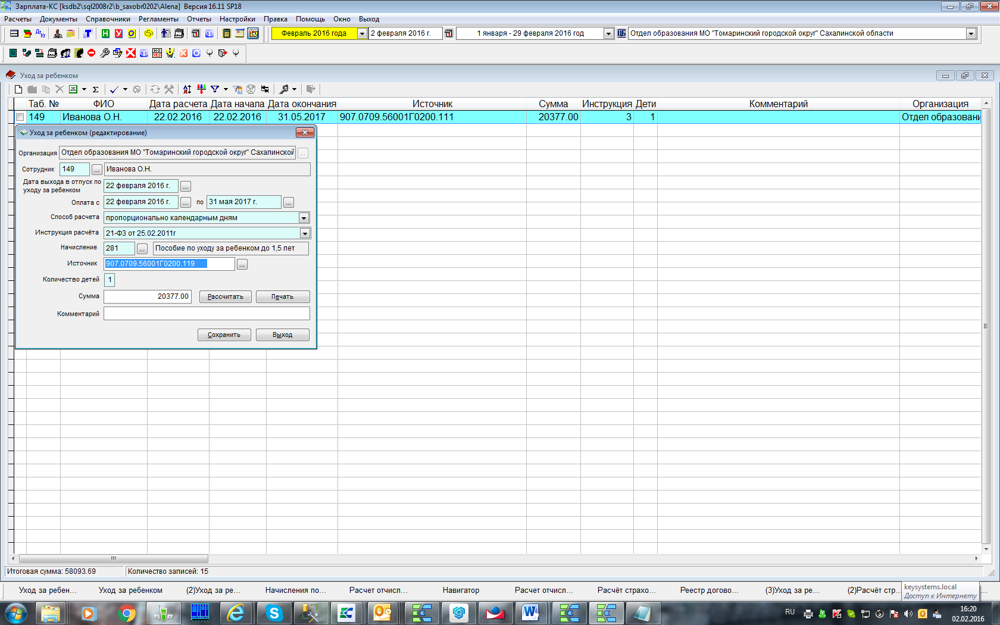 Зарплата-КС [ksdb2\sql2008r2\b_saxobr0202\Alena] Версия 16.11 SP18
Расчеты Документы Справочники Регламенты Отчеты Настройки Правка Помощь Окно Выход
Февраль 2016 года 2 февраля 2016 г. 1 января - 29 февраля 2016 год ЦБ Отдел образования МО "Томаринский городской округ" Сахалинской области
Уход за ребенком
Таб. № ФИО Дата расчета Дата начала Дата окончания Источник Сумма Инструкция Дети Комментарий Организация
149 Иванова О.Н. 22.02.2016 22.02.2016 31.05.2017 907.0709.56001Г0200.111 20377.00 3 1 Отдел образовани
Уход за ребенком (редактирование)
Организация Отдел образования МО "Томаринский городской округ" Сахалинской ...
Сотрудник 149 ... Иванова О.Н.
Дата выхода в отпуск по
уходу за ребенком 22 февраля 2016 г. ...
Оплата с 22 февраля 2016 г. ... по 31 мая 2017 г. ...
Способ расчета пропорционально календарным дням
Инструкция расчёта 21-ФЗ от 25.02.2011г
Начисление 281 ... Пособие по уходу за ребенком до 1,5 лет
Источник 907.0709.56001Г0200.119 ...
Количество детей 1
Сумма 20377.00 Рассчитать Печать
Комментарий
Сохранить Выход
Итоговая сумма: 58093.69 Количество записей: 15
Уход за ребен... Уход за ребенком (2)Уход за ре... Начисления по... Расчет отчисл... Навигатор Расчет отчисл... Расчёт страхо... Реестр догово... (3)Уход за ре... (2)Расчёт стр...
keysystems.local
Доступ к Интернету
RU 16:20
02.02.2016